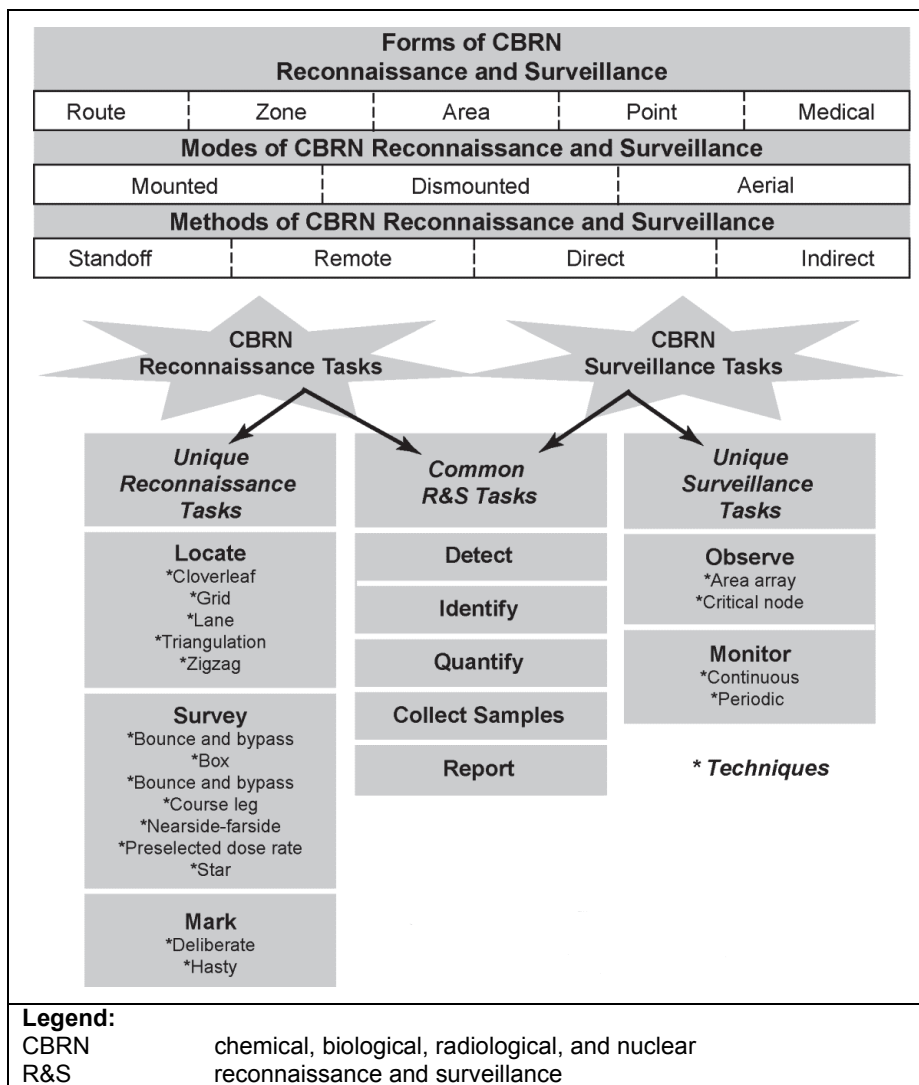 Forms of CBRN
Reconnaissance and Surveillance
Route Zone Area Point Medical
Modes of CBRN Reconnaissance and Surveillance
Mounted Dismounted Aerial
Methods of CBRN Reconnaissance and Surveillance
Standoff Remote Direct Indirect
CBRN
Reconnaissance Tasks
CBRN
Surveillance Tasks
Unique
Reconnaissance
Tasks
Locate
*Cloverleaf
*Grid
*Lane
*Triangulation
*Zigzag
Survey
*Bounce and bypass
*Box
*Bounce and bypass
*Course leg
*Nearside-farside
*Preselected dose rate
*Star
Mark
*Deliberate
*Hasty
Common
R&S Tasks
Detect
Identify
Quantify
Collect Samples
Report
Unique
Surveillance
Tasks
Observe
*Area array
*Critical node
Monitor
*Continuous
*Periodic
* Techniques
Legend:
CBRN chemical, biological, radiological, and nuclear
R&S reconnaissance and surveillance